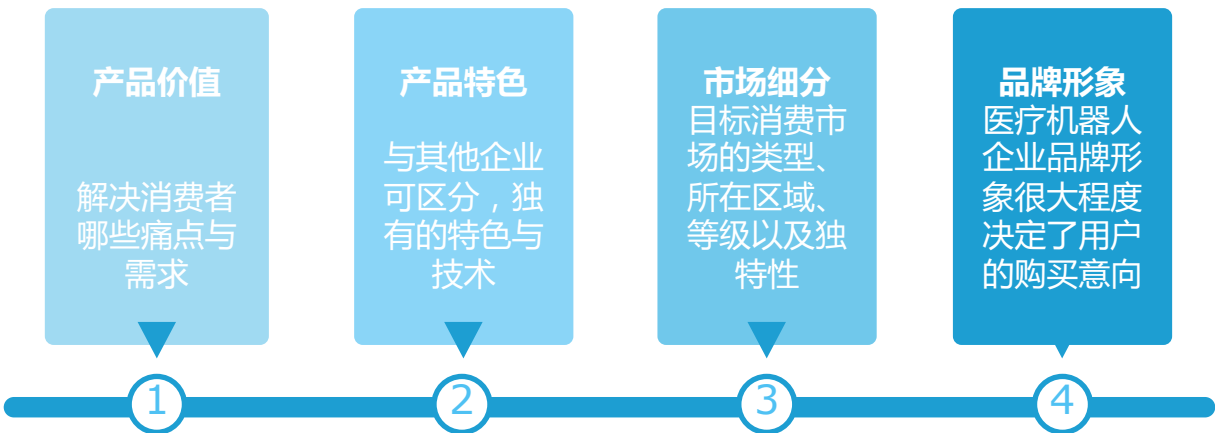 产品价值
解决消费者
哪些痛点与
需求
产品特色
与其他企业
可区分，独
有的特色与
技术
市场细分
目标消费市
场的类型、
所在区域、
等级以及独
特性
品牌形象
医疗机器人
企业品牌形
象很大程度
决定了用户
的购买意向
1
2
3
4